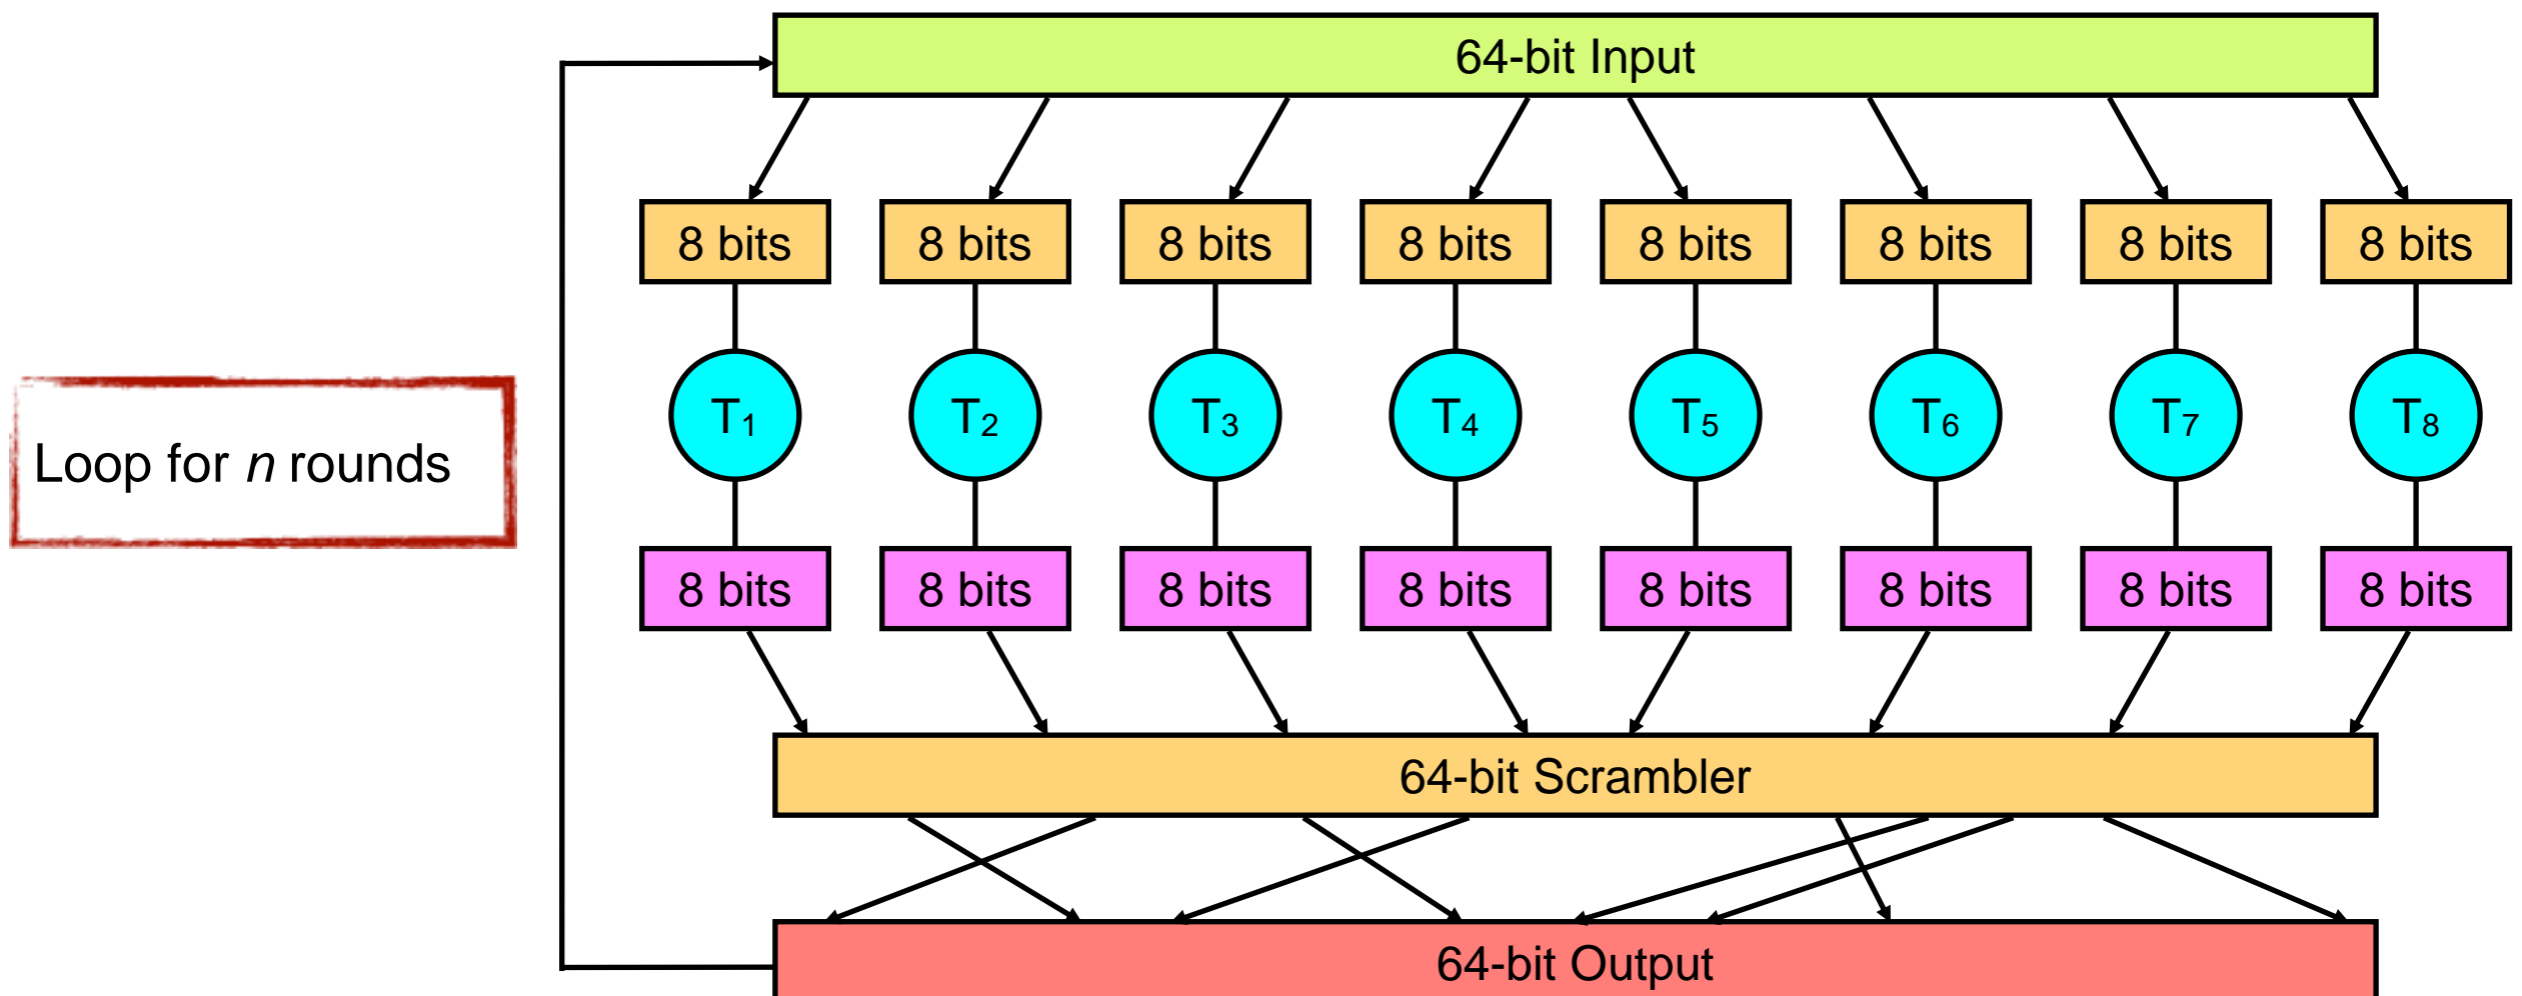 64-bit Input
8 bits 8 bits 8 bits 8 bits 8 bits 8 bits 8 bits 8 bits
T₁ T₂ T₃ T₄ T₅ T₆ T₇ T₈
Loop for n rounds
8 bits 8 bits 8 bits 8 bits 8 bits 8 bits 8 bits 8 bits
64-bit Scrambler
64-bit Output